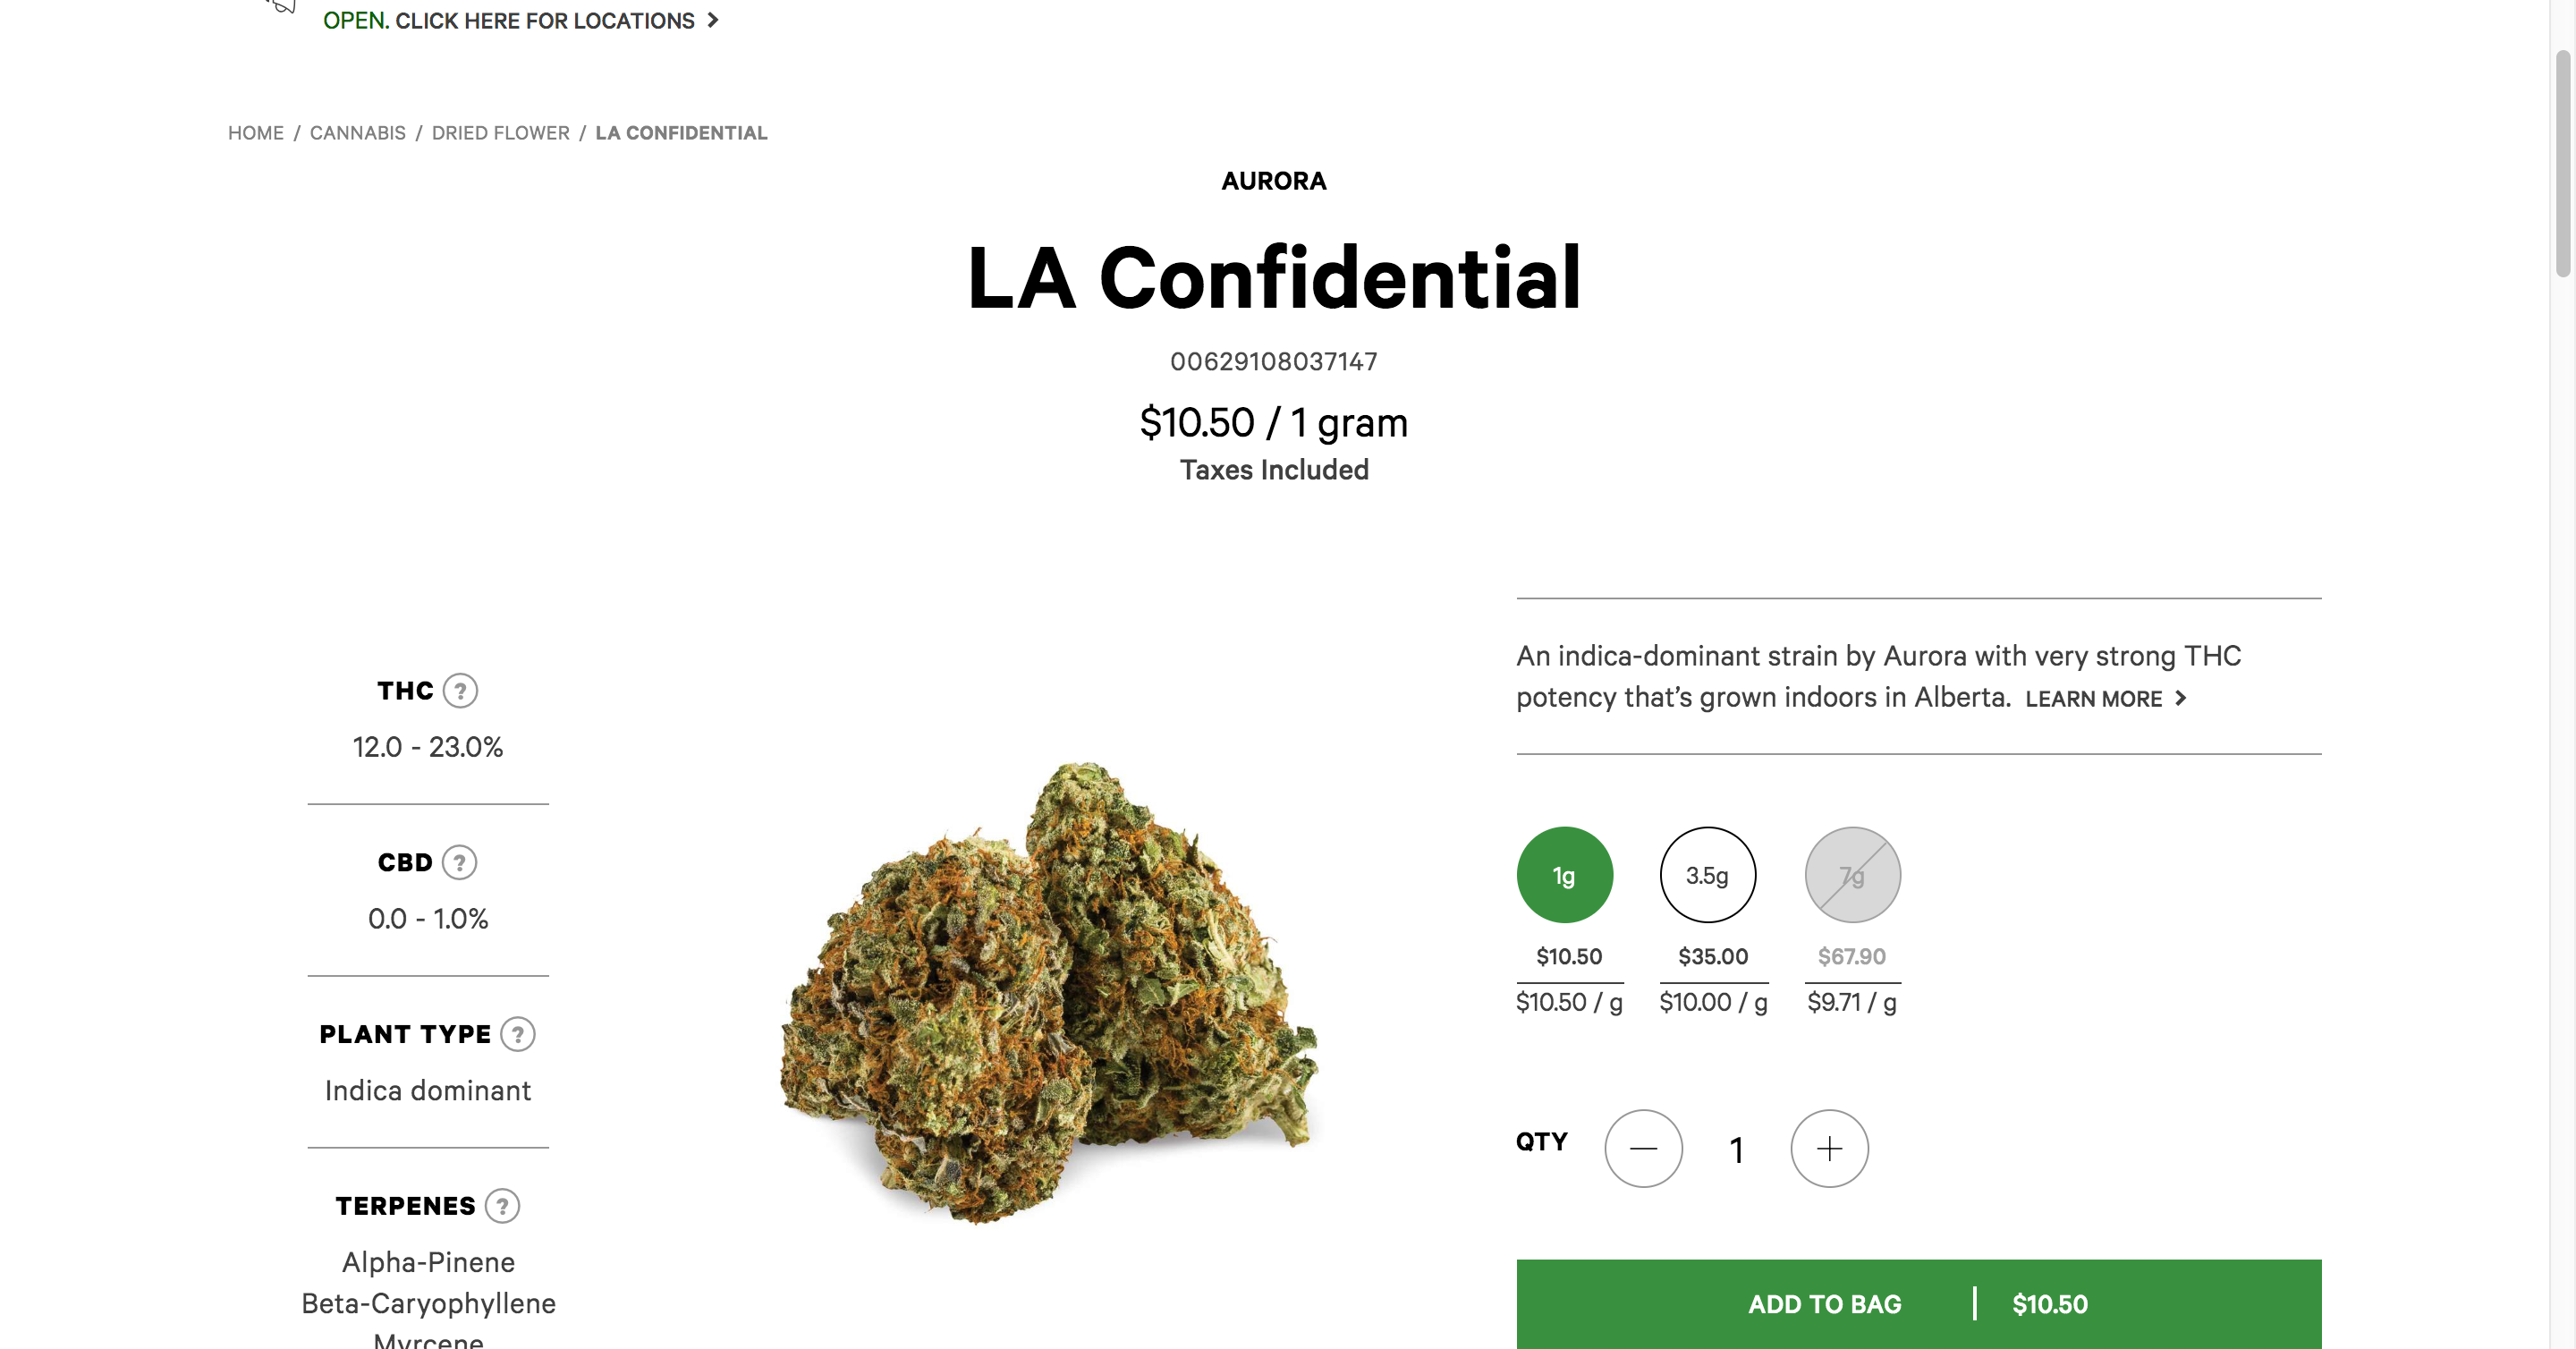 OPEN. CLICK HERE FOR LOCATIONS >
HOME / CANNABIS / DRIED FLOWER / LA CONFIDENTIAL
AURORA
LA Confidential
00629108037147
$10.50 / 1 gram
Taxes Included
THC ?
12.0 - 23.0%
CBD ?
0.0 - 1.0%
PLANT TYPE ?
Indica dominant
TERPENES ?
Alpha-Pinene
Beta-Caryophyllene
Myrcene
An indica-dominant strain by Aurora with very strong THC
potency that’s grown indoors in Alberta. LEARN MORE >
1g 3.5g 7g
$10.50 $35.00 $67.90
$10.50 / g $10.00 / g $9.71 / g
QTY — 1 +
ADD TO BAG | $10.50